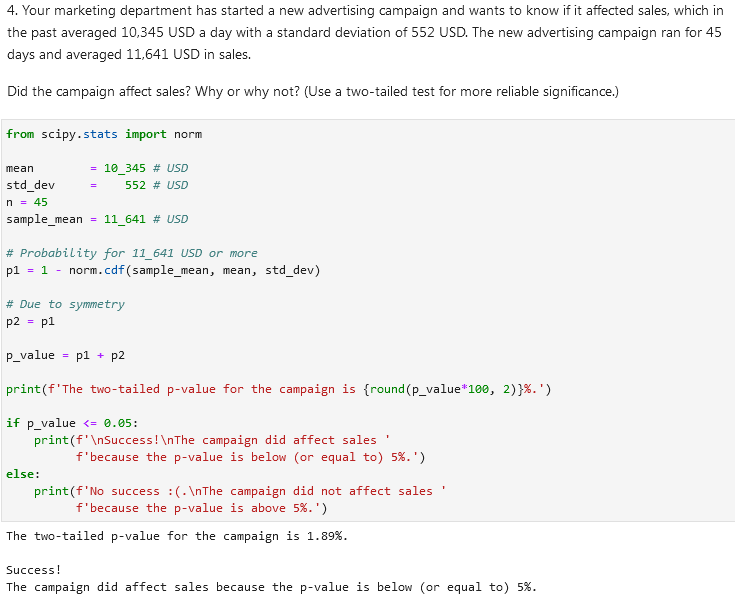 4. Your marketing department has started a new advertising campaign and wants to know if it affected sales, which in
the past averaged 10,345 USD a day with a standard deviation of 552 USD. The new advertising campaign ran for 45
days and averaged 11,641 USD in sales.
Did the campaign affect sales? Why or why not? (Use a two-tailed test for more reliable significance.)
from scipy.stats import norm
mean        = 10_345 # USD
std_dev     =    552 # USD
n = 45
sample_mean = 11_641 # USD
# Probability for 11_641 USD or more
p1 = 1 - norm.cdf(sample_mean, mean, std_dev)
# Due to symmetry
p2 = p1
p_value = p1 + p2
print(f'The two-tailed p-value for the campaign is {round(p_value*100, 2)}%.')
if p_value <= 0.05:
    print(f'\nSuccess!\nThe campaign did affect sales '
          f'because the p-value is below (or equal to) 5%.')
else:
    print(f'No success :(.\nThe campaign did not affect sales '
          f'because the p-value is above 5%.')
The two-tailed p-value for the campaign is 1.89%.
Success!
The campaign did affect sales because the p-value is below (or equal to) 5%.